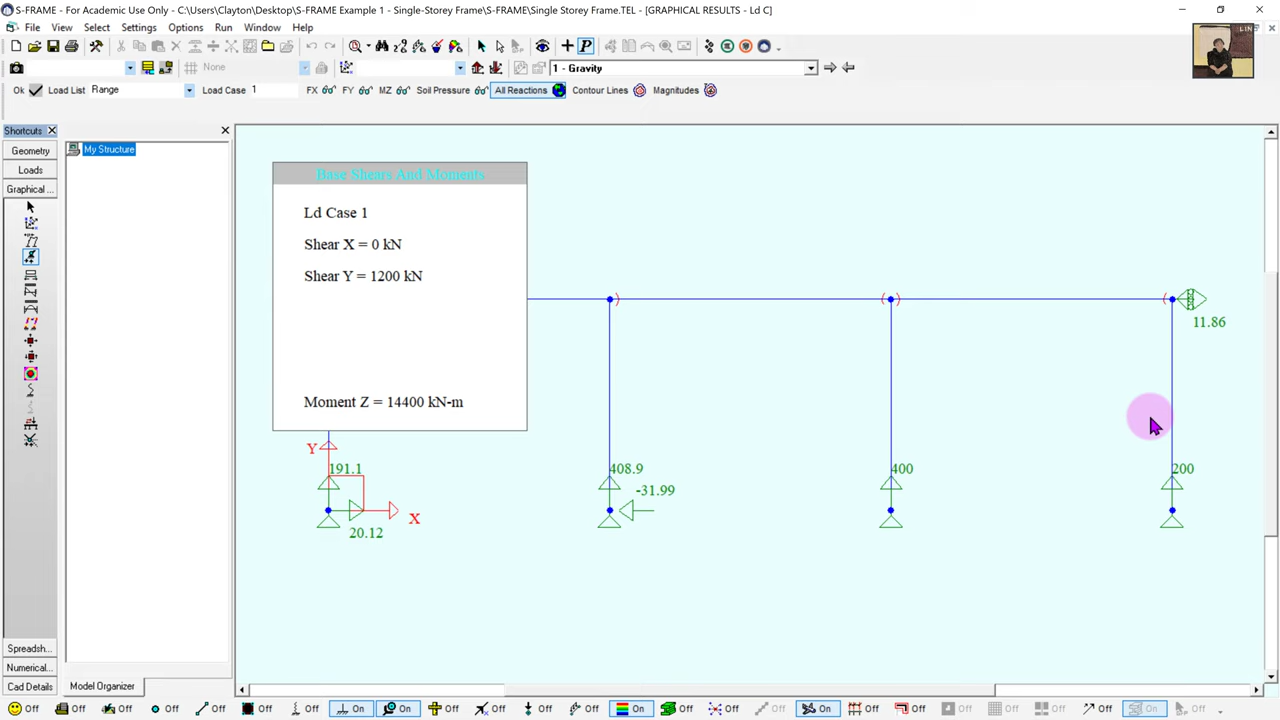 S-FRAME - For Academic Use Only - C:\Users\Clayton\Desktop\S-FRAME Example 1 - Single-Storey Frame\S-FRAME\Single Storey Frame.TEL - [GRAPHICAL RESULTS - Ld C]
File View Select Settings Options Run Window Help
None 1 - Gravity
Ok Load List Range Load Case 1 FX FY MZ Soil Pressure All Reactions Contour Lines Magnitudes
Shortcuts
Geometry
Loads
Graphical ...
Spreadsh...
Numerical...
Cad Details
My Structure
Model Organizer
Base Shears And Moments
Ld Case 1
Shear X = 0 kN
Shear Y = 1200 kN
Moment Z = 14400 kN-m
11.86
Y
191.1 408.9 400 200
-31.99
X
20.12
Off Off Off Off Off Off Off On On Off Off Off Off On Off Off Off On Off Off Off Off Off On Off
LIN